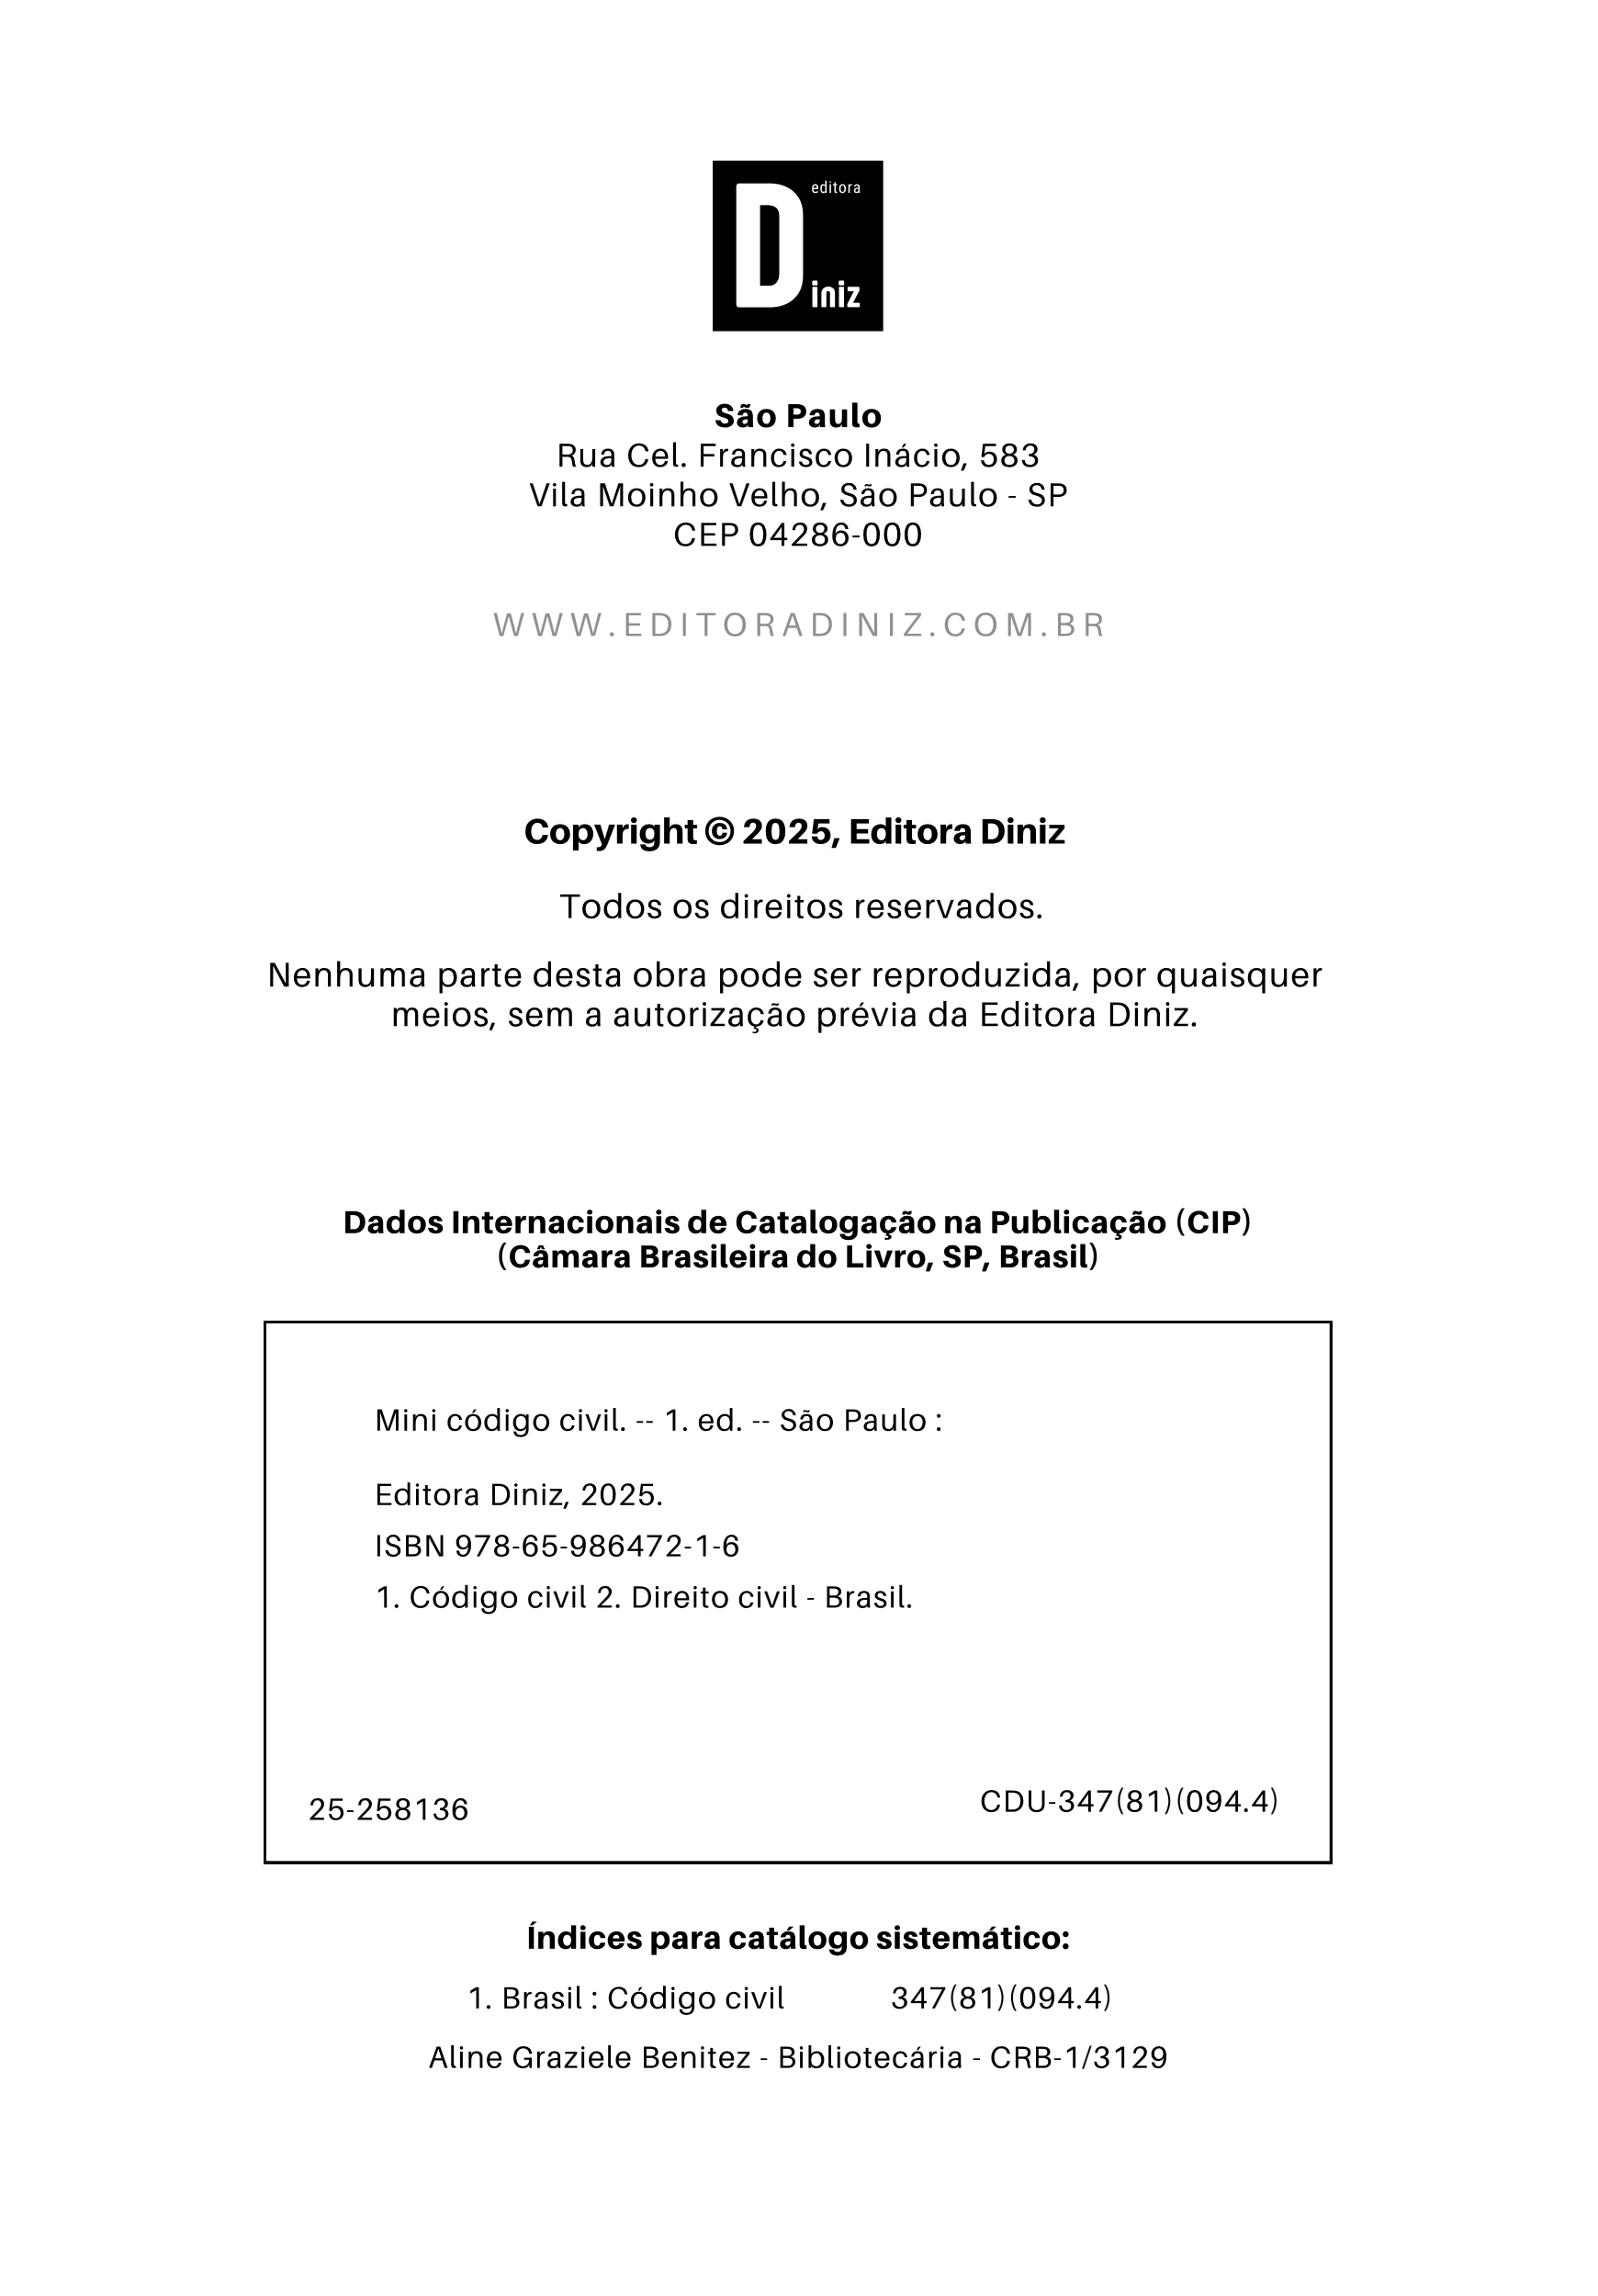 editora
Diniz
São Paulo
Rua Cel. Francisco Inácio, 583
Vila Moinho Velho, São Paulo - SP
CEP 04286-000
WWW.EDITORADINIZ.COM.BR
Copyright © 2025, Editora Diniz
Todos os direitos reservados.
Nenhuma parte desta obra pode ser reproduzida, por quaisquer
meios, sem a autorização prévia da Editora Diniz.
Dados Internacionais de Catalogação na Publicação (CIP)
(Câmara Brasileira do Livro, SP, Brasil)
Mini código civil. -- 1. ed. -- São Paulo :
Editora Diniz, 2025.
ISBN 978-65-986472-1-6
1. Código civil 2. Direito civil - Brasil.
25-258136 CDU-347(81)(094.4)
Índices para catálogo sistemático:
1. Brasil : Código civil 347(81)(094.4)
Aline Graziele Benitez - Bibliotecária - CRB-1/3129